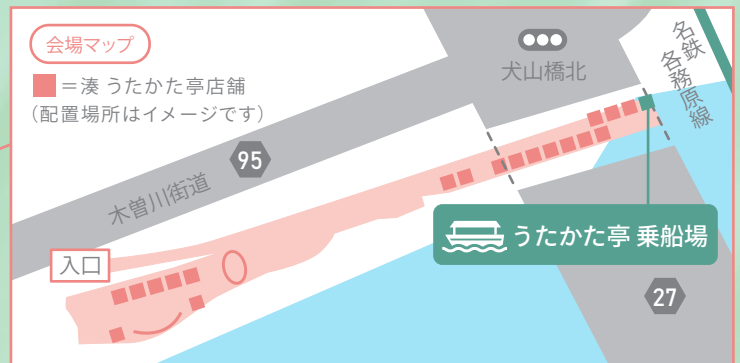 会場マップ
=湊 うたかた亭店舗
(配置場所はイメージです)
犬山橋北
名鉄
各務原線
95
木曽川街道
入口
うたかた亭 乗船場
27